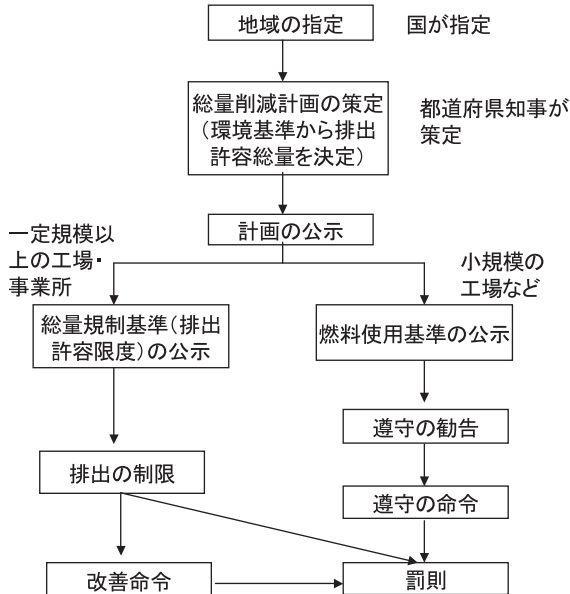 地域の指定
国が指定
総量削減計画の策定
（環境基準から排出
許容総量を決定）
都道府県知事が
策定
計画の公示
一定規模以
上の工場・
事業所
小規模の
工場など
総量規制基準（排出
許容限度）の公示
燃料使用基準の公示
遵守の勧告
排出の制限
遵守の命令
改善命令
罰則